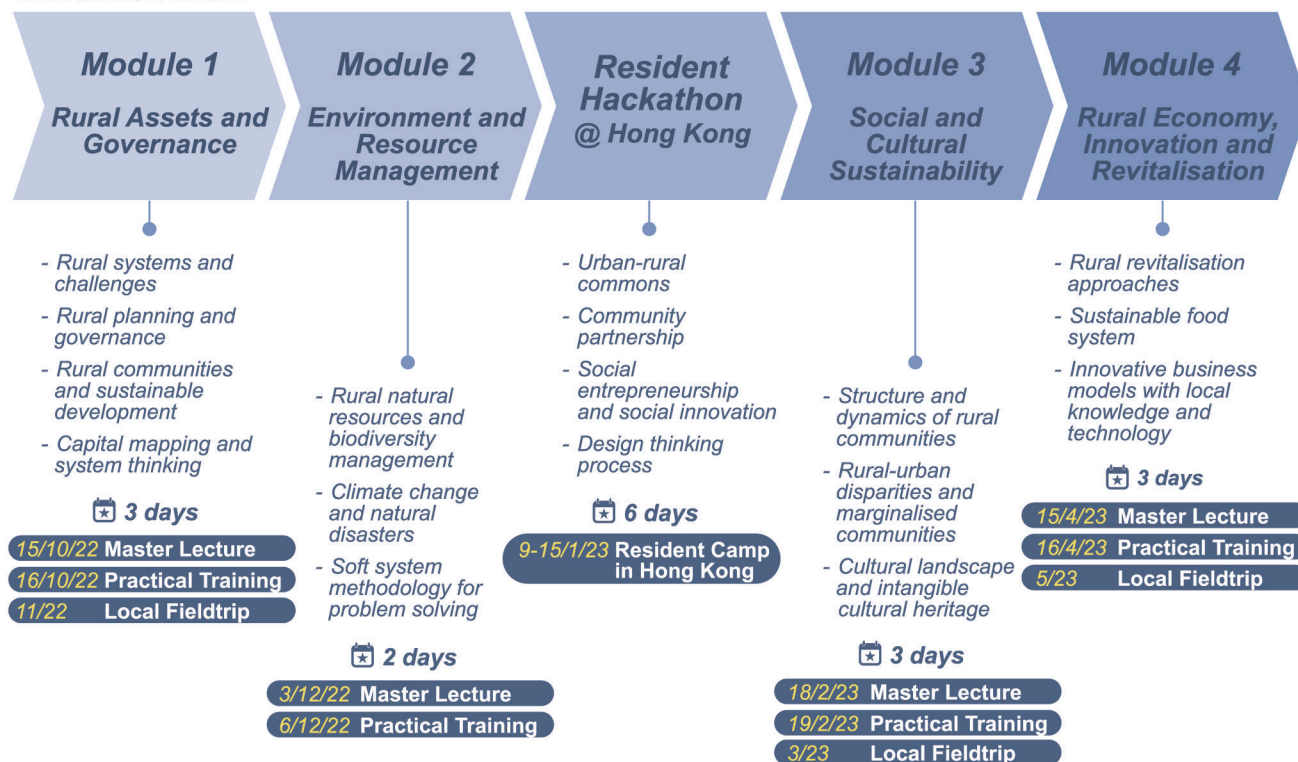 Module 1
Rural Assets and
Governance
- Rural systems and
challenges
- Rural planning and
governance
- Rural communities
and sustainable
development
- Capital mapping and
system thinking
3 days
15/10/22 Master Lecture
16/10/22 Practical Training
11/22 Local Fieldtrip
Module 2
Environment and
Resource
Management
- Rural natural
resources and
biodiversity
management
- Climate change
and natural
disasters
- Soft system
methodology for
problem solving
2 days
3/12/22 Master Lecture
6/12/22 Practical Training
Resident
Hackathon
@ Hong Kong
- Urban-rural
commons
- Community
partnership
- Social
entrepreneurship
and social innovation
- Design thinking
process
6 days
9-15/1/23 Resident Camp
in Hong Kong
Module 3
Social and
Cultural
Sustainability
- Structure and
dynamics of rural
communities
- Rural-urban
disparities and
marginalised
communities
- Cultural landscape
and intangible
cultural heritage
3 days
18/2/23 Master Lecture
19/2/23 Practical Training
3/23 Local Fieldtrip
Module 4
Rural Economy,
Innovation and
Revitalisation
- Rural revitalisation
approaches
- Sustainable food
system
- Innovative business
models with local
knowledge and
technology
3 days
15/4/23 Master Lecture
16/4/23 Practical Training
5/23 Local Fieldtrip